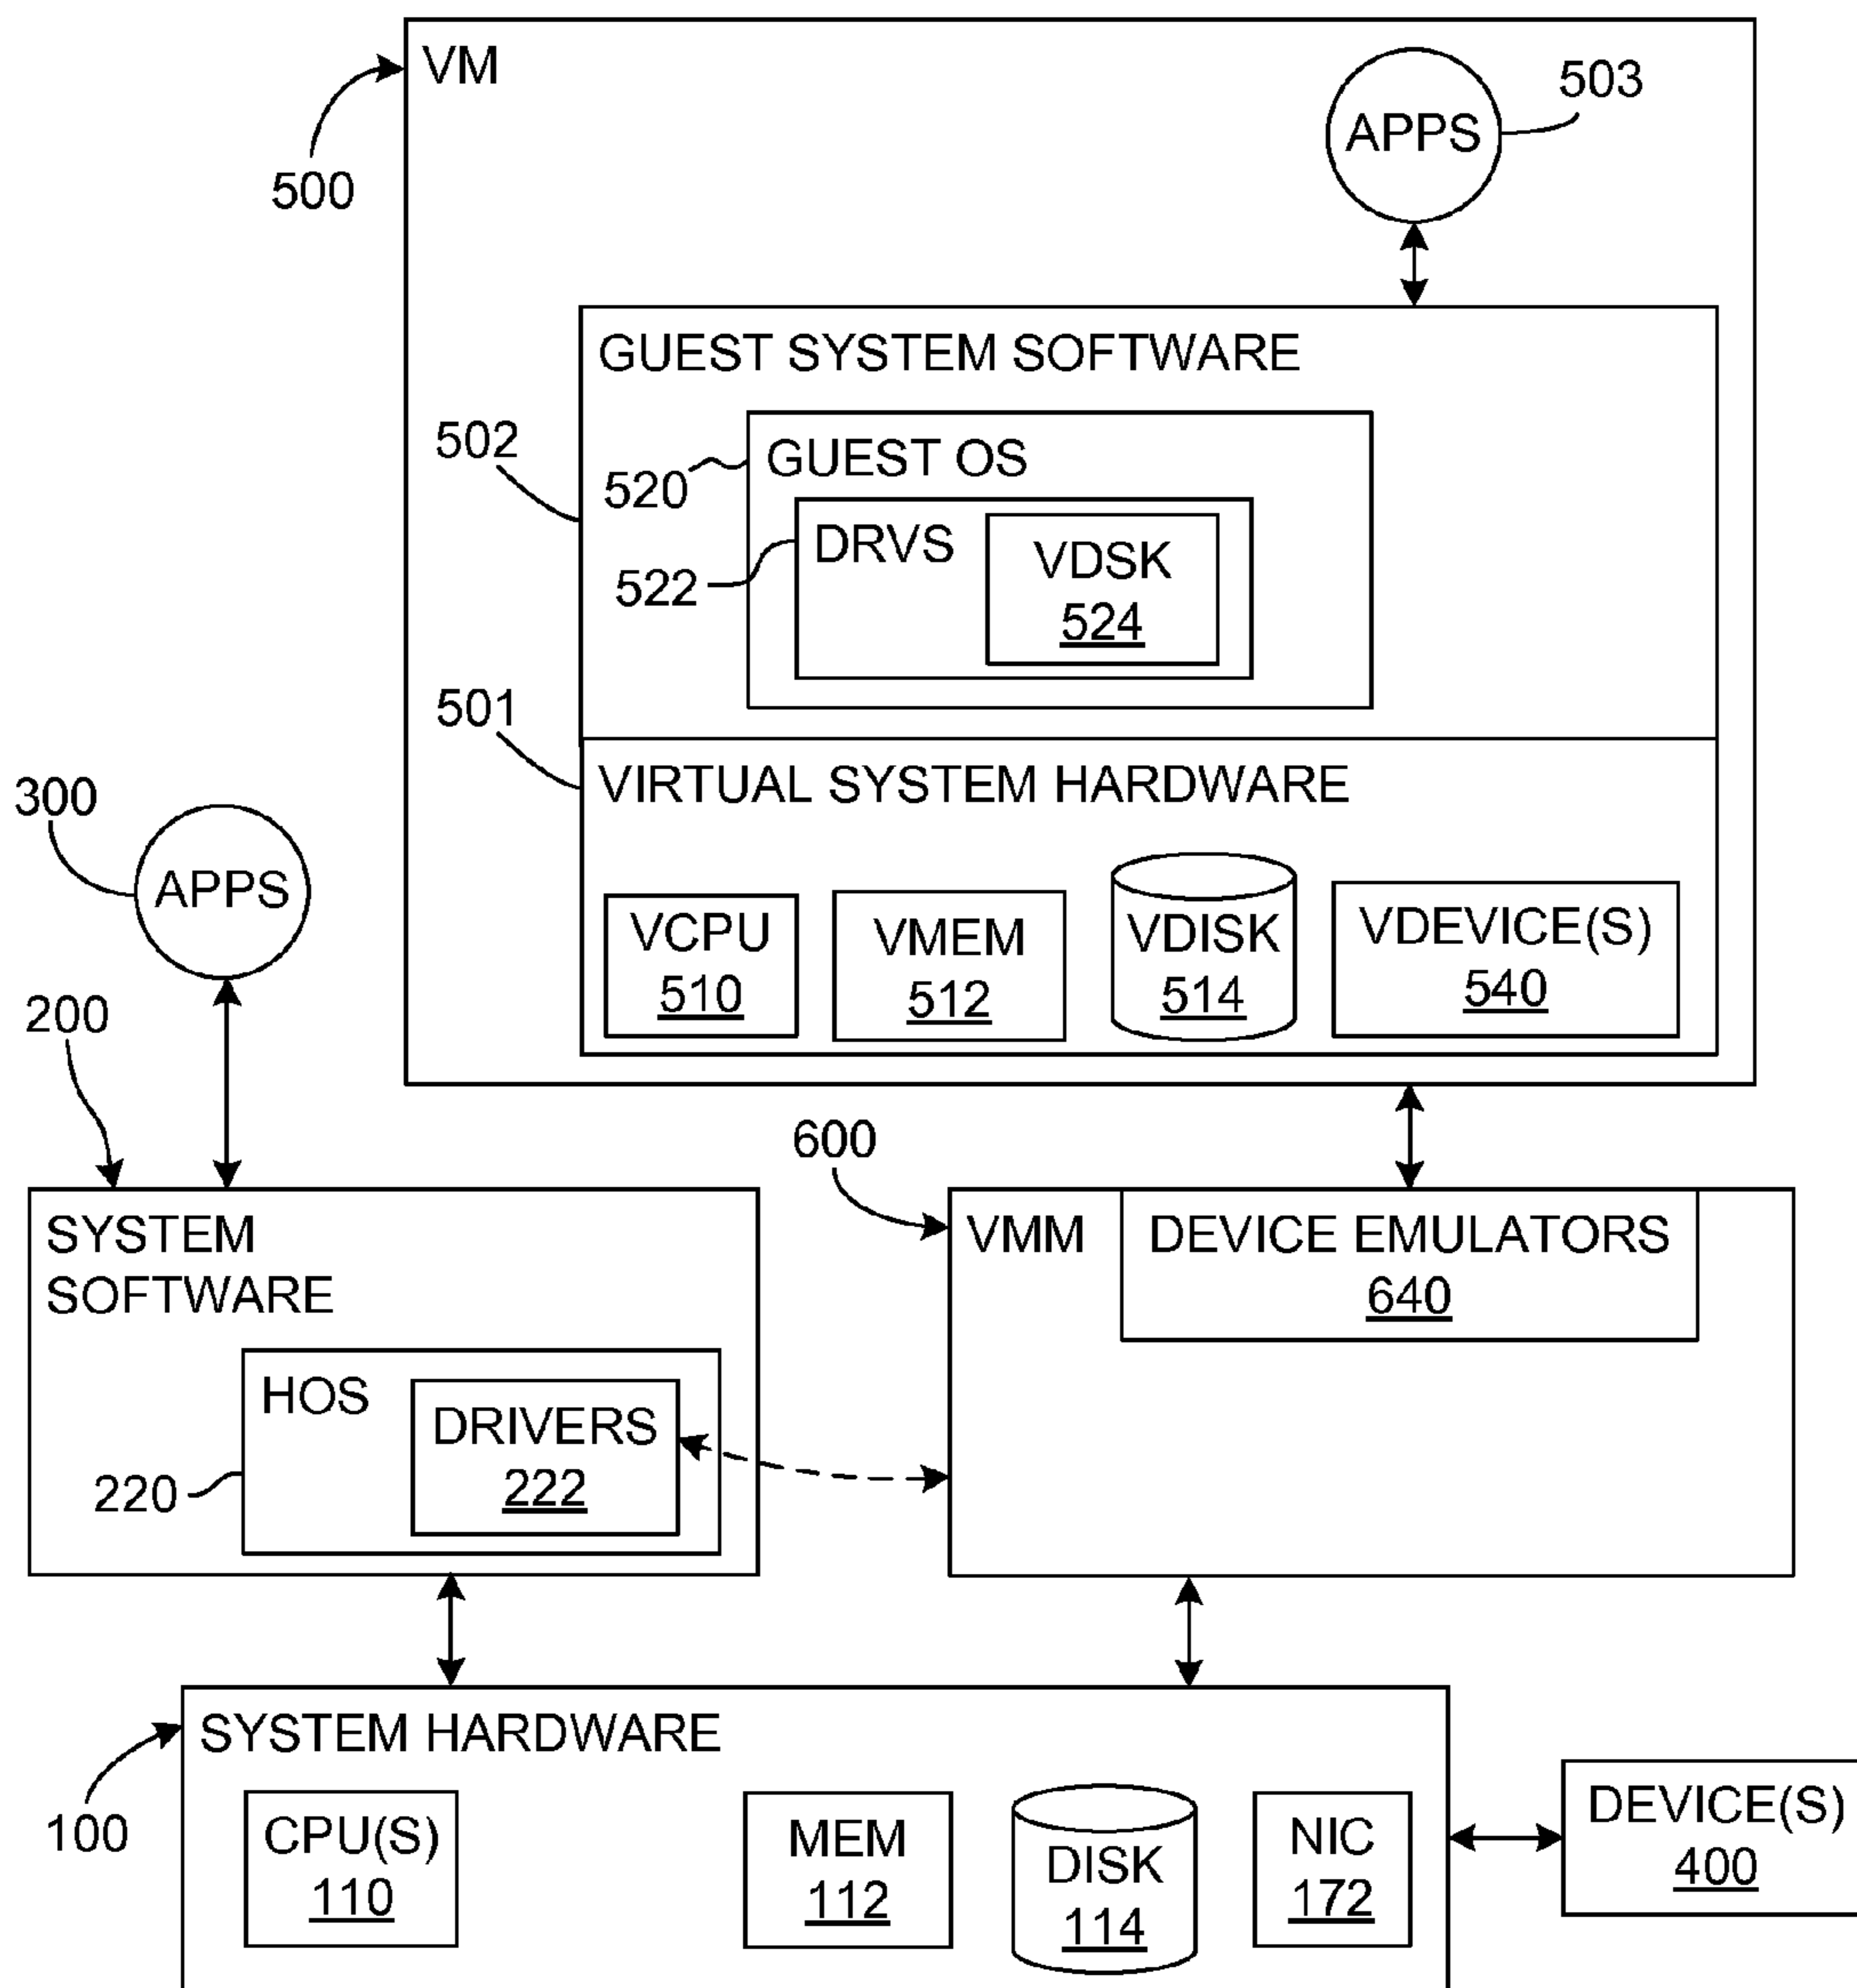 VM
500
APPS
503
GUEST SYSTEM SOFTWARE
502
GUEST OS
520
DRVS
522
VDSK
524
501
VIRTUAL SYSTEM HARDWARE
VCPU
510
VMEM
512
VDISK
514
VDEVICE(S)
540
300
APPS
200
600
SYSTEM
SOFTWARE
HOS
DRIVERS
222
220
VMM
DEVICE EMULATORS
640
SYSTEM HARDWARE
100
CPU(S)
110
MEM
112
DISK
114
NIC
172
DEVICE(S)
400